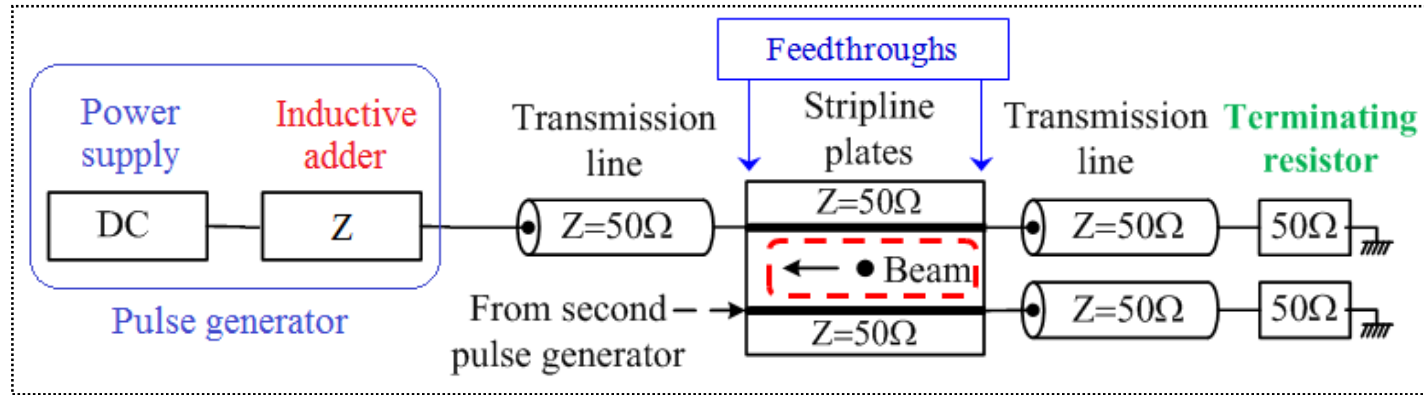 Feedthroughs
Power
supply
Inductive
adder
Transmission
line
Stripline
plates
Transmission
line
Terminating
resistor
DC
Z
Z=50Ω
Z=50Ω
Z=50Ω
50Ω
Beam
Pulse generator
From second
pulse generator
Z=50Ω
Z=50Ω
50Ω